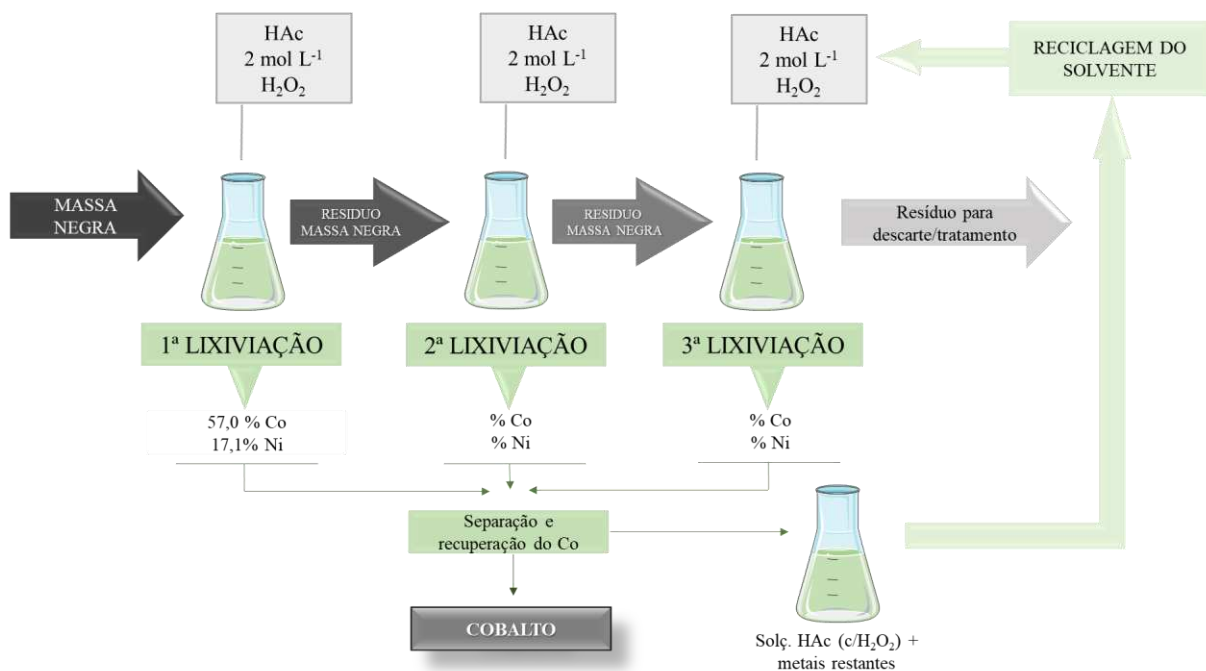 HAc
2 mol L⁻¹
H₂O₂
HAc
2 mol L⁻¹
H₂O₂
HAc
2 mol L⁻¹
H₂O₂
RECICLAGEM DO
SOLVENTE
MASSA
NEGRA
RESIDUO
MASSA NEGRA
RESIDUO
MASSA NEGRA
Resíduo para
descarte/tratamento
1ª LIXIVIAÇÃO
2ª LIXIVIAÇÃO
3ª LIXIVIAÇÃO
57,0 % Co
17,1% Ni
% Co
% Ni
% Co
% Ni
Separação e
recuperação do Co
COBALTO
Solç. HAc (c/H₂O₂) +
metais restantes